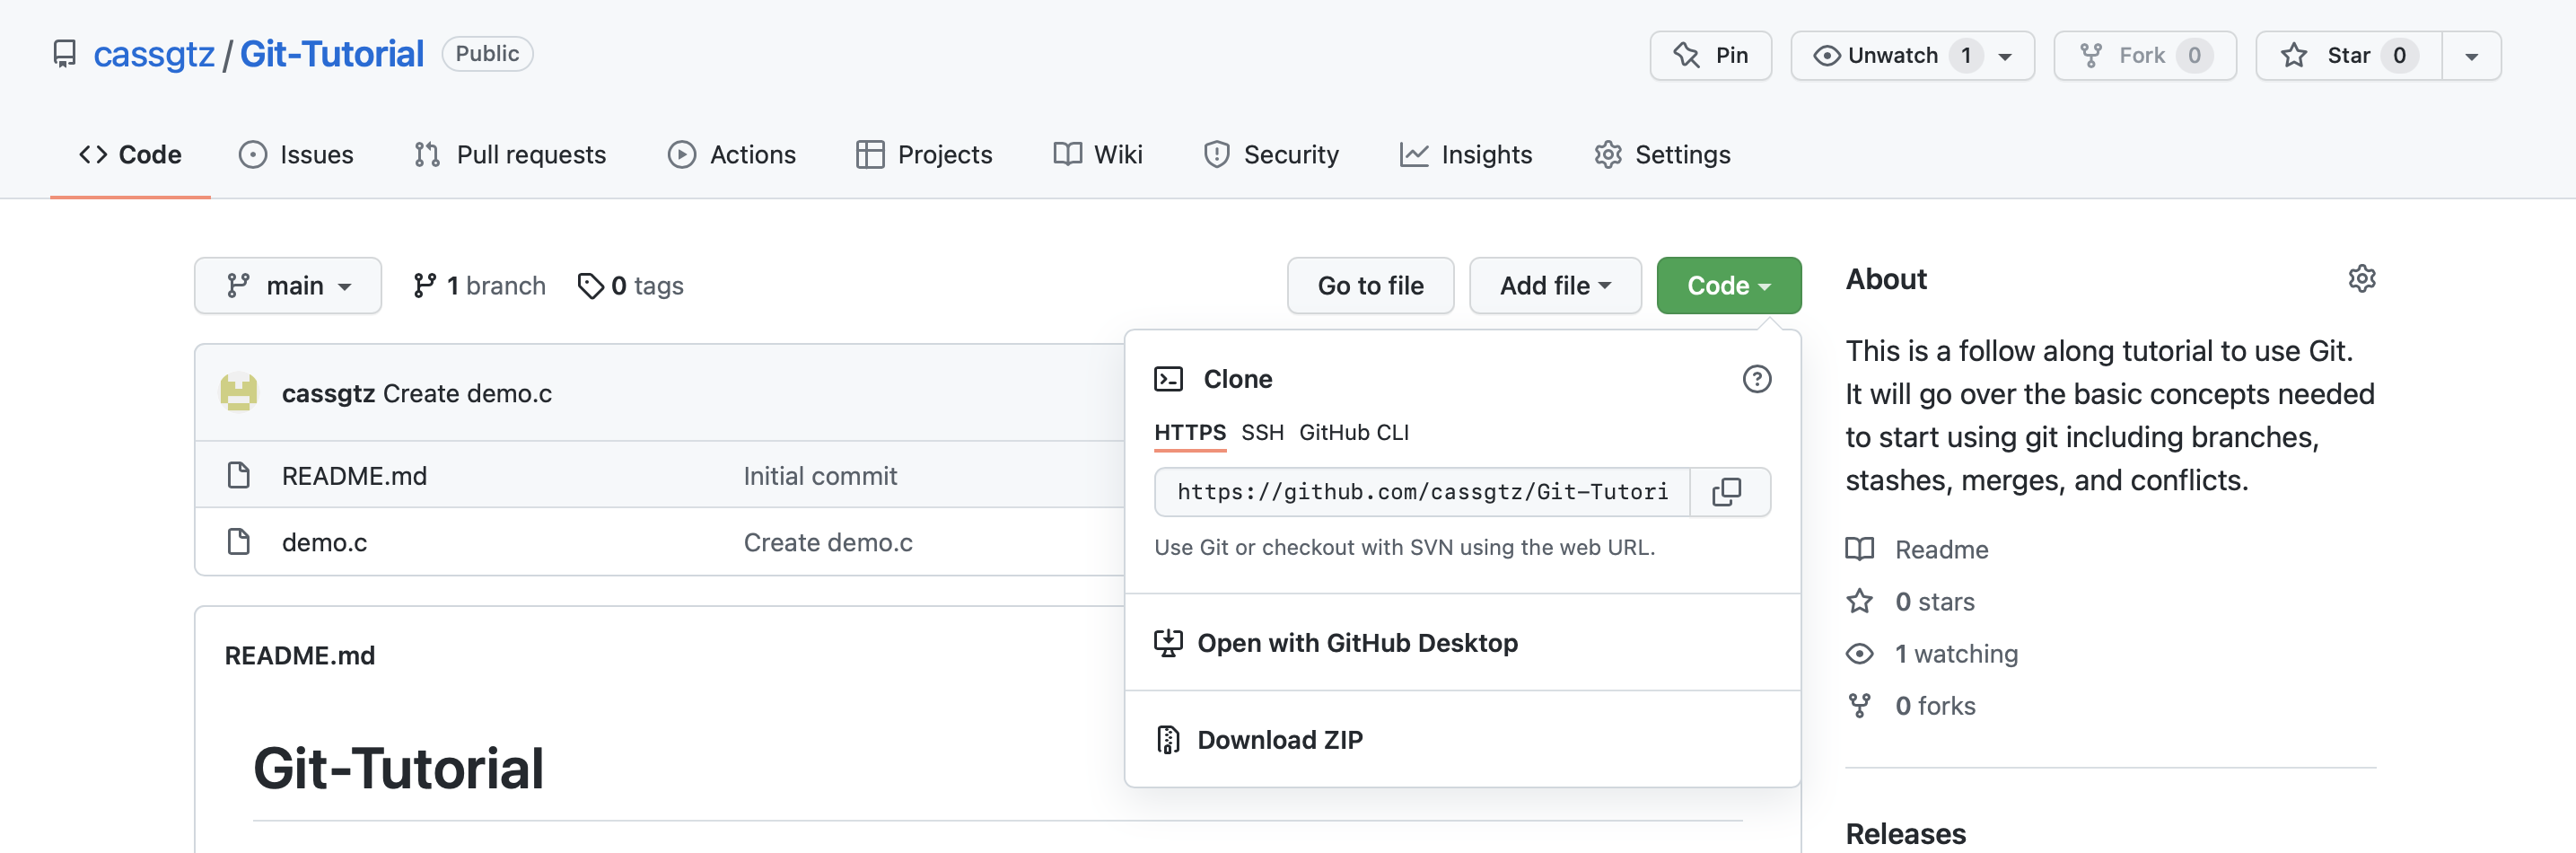 cassgtz / Git-Tutorial Public
Pin Unwatch 1 Fork 0 Star 0
Code Issues Pull requests Actions Projects Wiki Security Insights Settings
main 1 branch 0 tags Go to file Add file Code
cassgtz Create demo.c
README.md Initial commit
demo.c Create demo.c
README.md
Git-Tutorial
Clone
HTTPS SSH GitHub CLI
https://github.com/cassgtz/Git-Tutori
Use Git or checkout with SVN using the web URL.
Open with GitHub Desktop
Download ZIP
About
This is a follow along tutorial to use Git.
It will go over the basic concepts needed
to start using git including branches,
stashes, merges, and conflicts.
Readme
0 stars
1 watching
0 forks
Releases